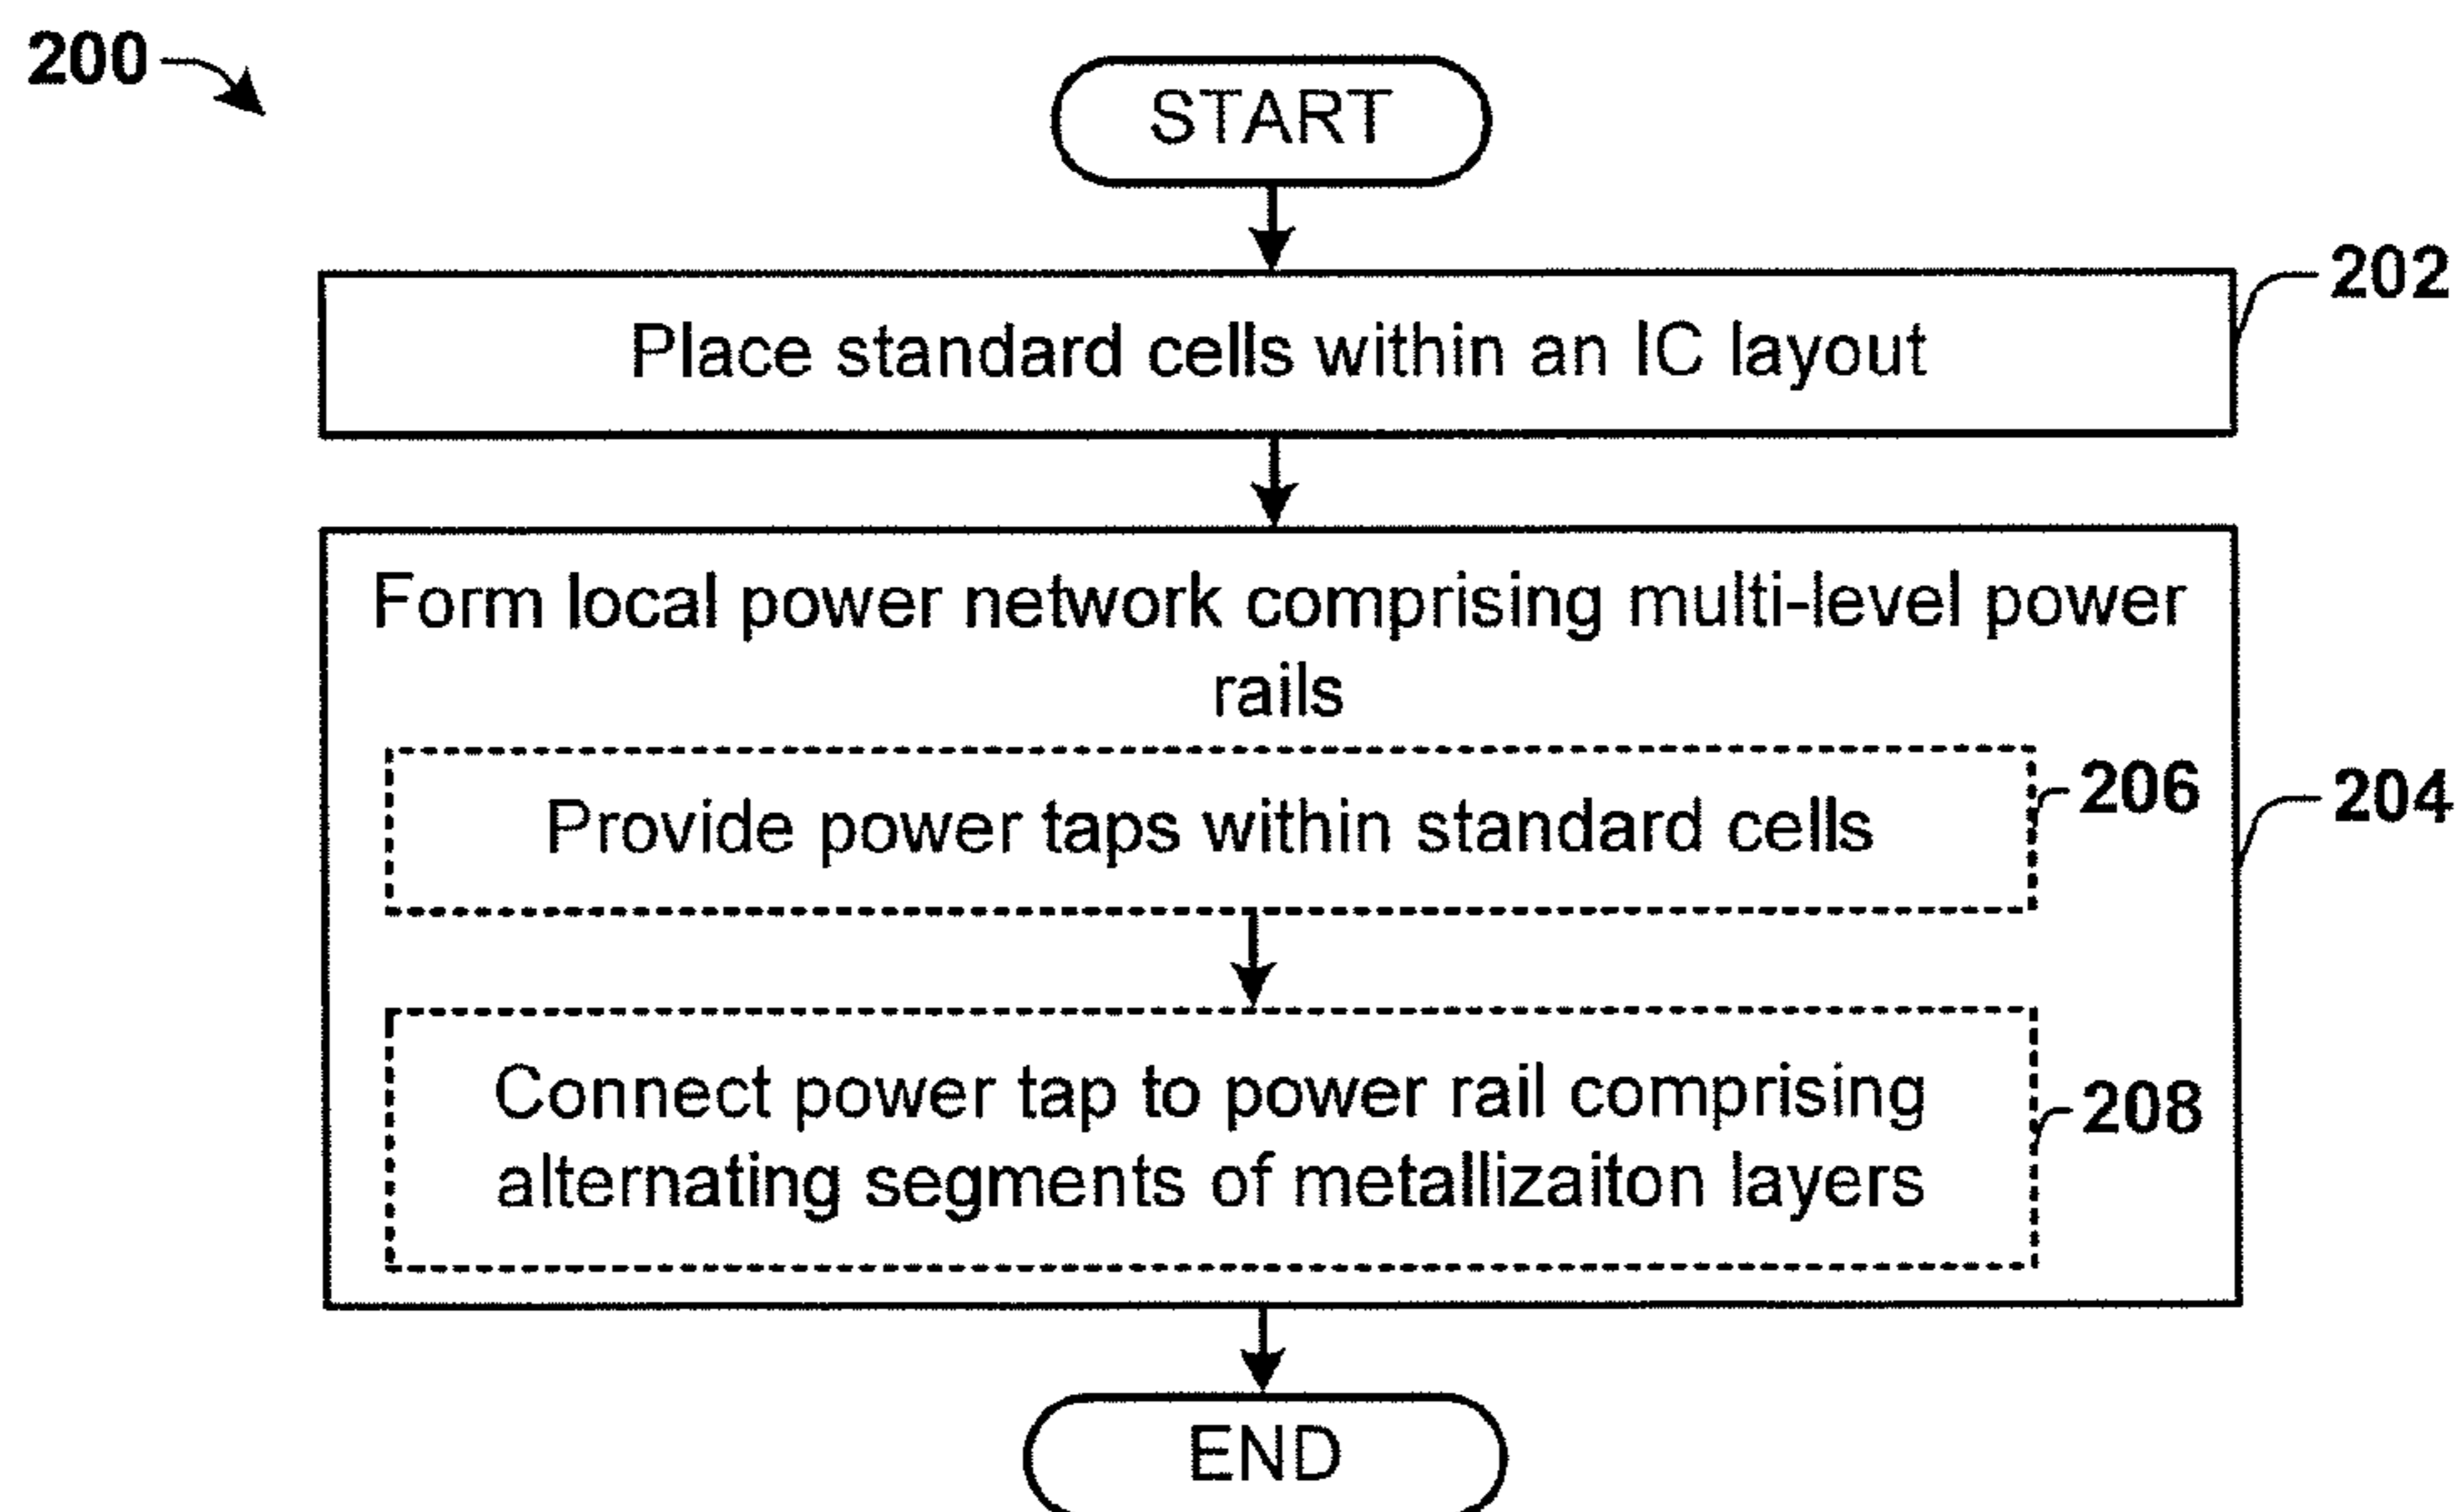 200
START
202
Place standard cells within an IC layout
Form local power network comprising multi-level power
rails
206
Provide power taps within standard cells
204
Connect power tap to power rail comprising
208
alternating segments of metallizaiton layers
END